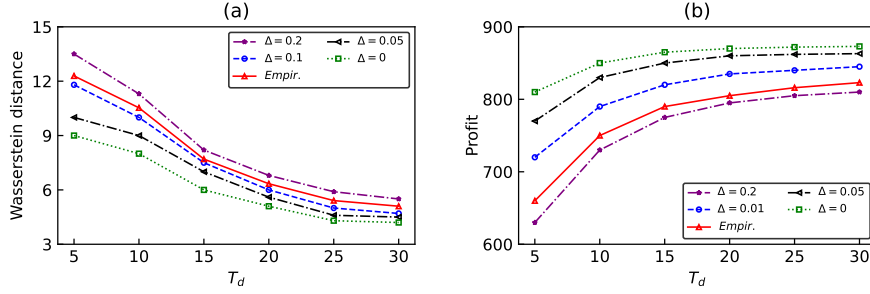 (a)
15
12
9
6
3
Wasserstein distance
Δ = 0.2
Δ = 0.1
Empir.
Δ = 0.05
Δ = 0
5 10 15 20 25 30
T_d
(b)
900
800
700
600
Profit
Δ = 0.2
Δ = 0.01
Empir.
Δ = 0.05
Δ = 0
5 10 15 20 25 30
T_d